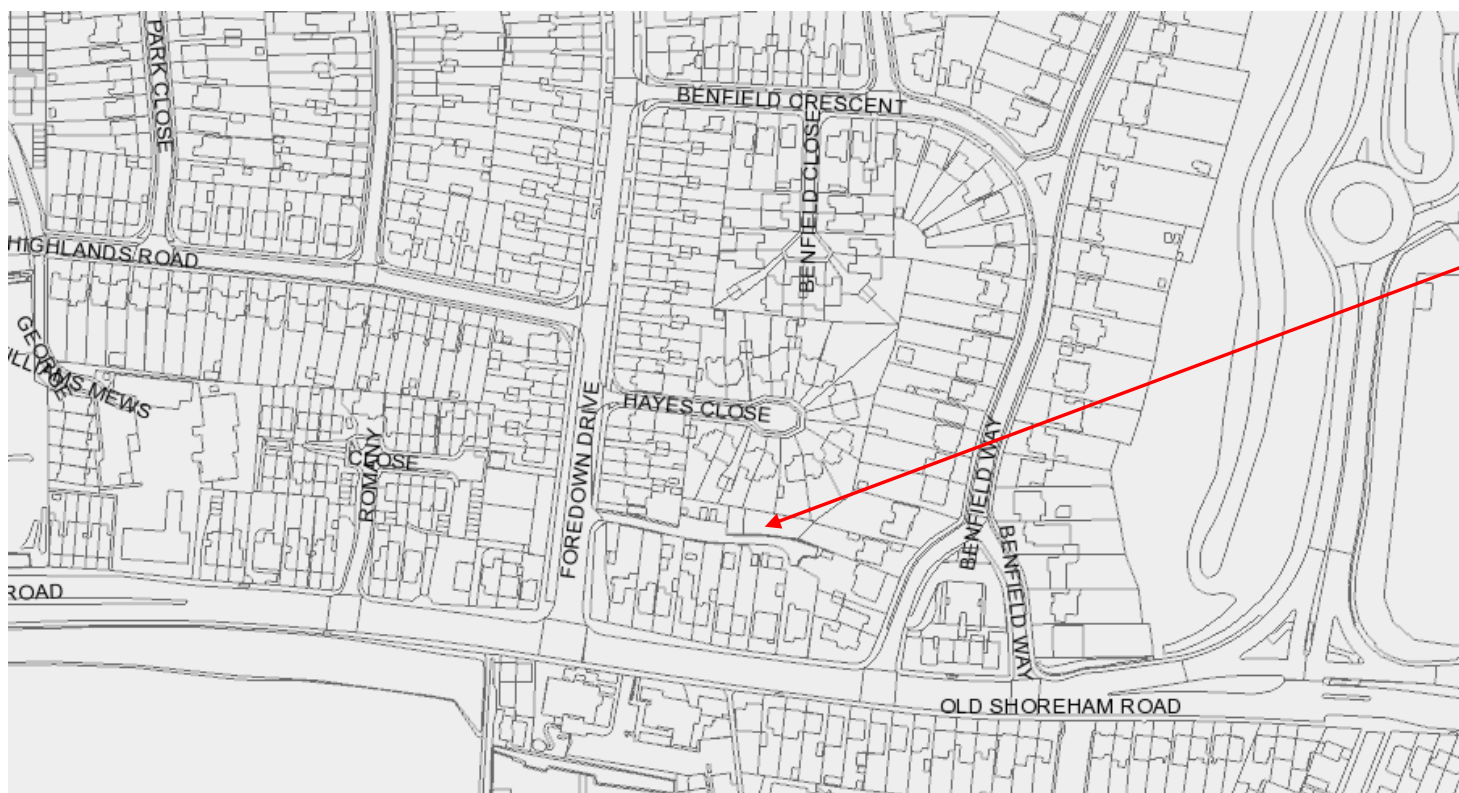 PARK CLOSE
BENFIELD CRESCENT
BENFIELD CLOSE
HIGHLANDS ROAD
GEORGE
MEWS
HAYES CLOSE
FOREDOWN DRIVE
ROMANY
CLOSE
BENFIELD WAY
BENFIELD WAY
ROAD
OLD SHOREHAM ROAD